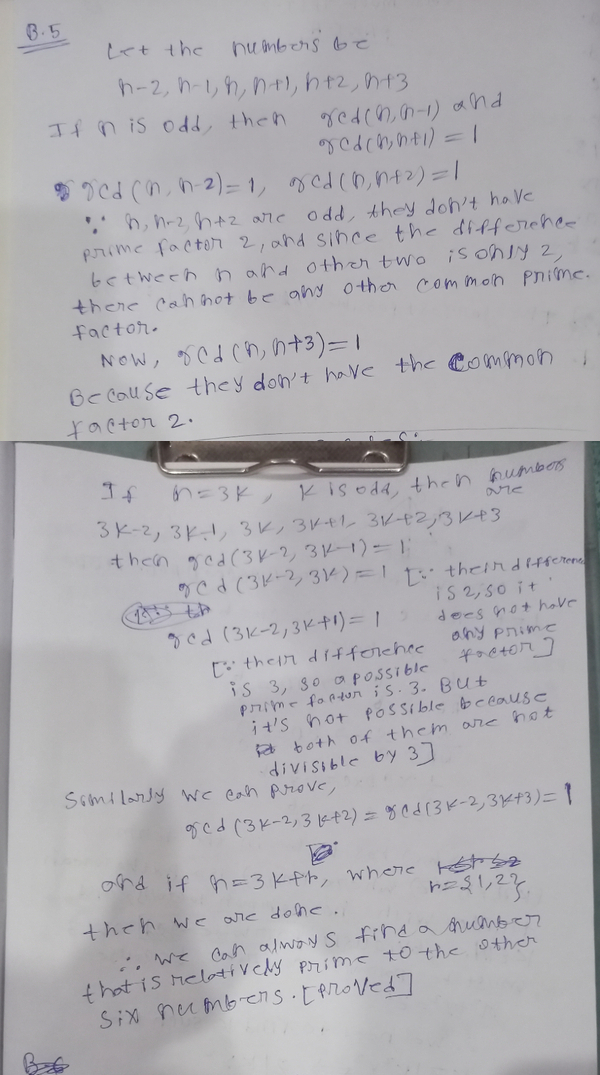 B.5
Let the numbers be
n-2, n-1, n, n+1, n+2, n+3
If n is odd, then gcd(n, n-1) and
gcd(n, n+1) = 1
gcd(n, n-2)=1, gcd(n, n+2)=1
∵ n, n-2, n+2 are odd, they don't have
prime factor 2, and since the difference
between n and other two is only 2,
there cannot be any other common prime.
factor.
Now, gcd(n, n+3)=1
Because they don't have the common
factor 2.
If n=3k, k is odd, then numbers
are
3k-2, 3k-1, 3k, 3k+1, 3k+2, 3k+3
then gcd(3k-2, 3k-1)=1
gcd(3k-2, 3k)=1 [∵ their difference
is 2, so it
does not have
any prime
factor]
gcd(3k-2, 3k+1)=1
[∵ their difference
is 3, so a possible
prime factor is 3. But
it's not possible because
both of them are not
divisible by 3]
Similarly we can prove,
gcd(3k-2, 3k+2) = gcd(3k-2, 3k+3)=1
and if n=3k+r, where
r={1,2}.
then we are done.
∴ we can always find a number
that is relatively prime to the other
six numbers. [Proved]